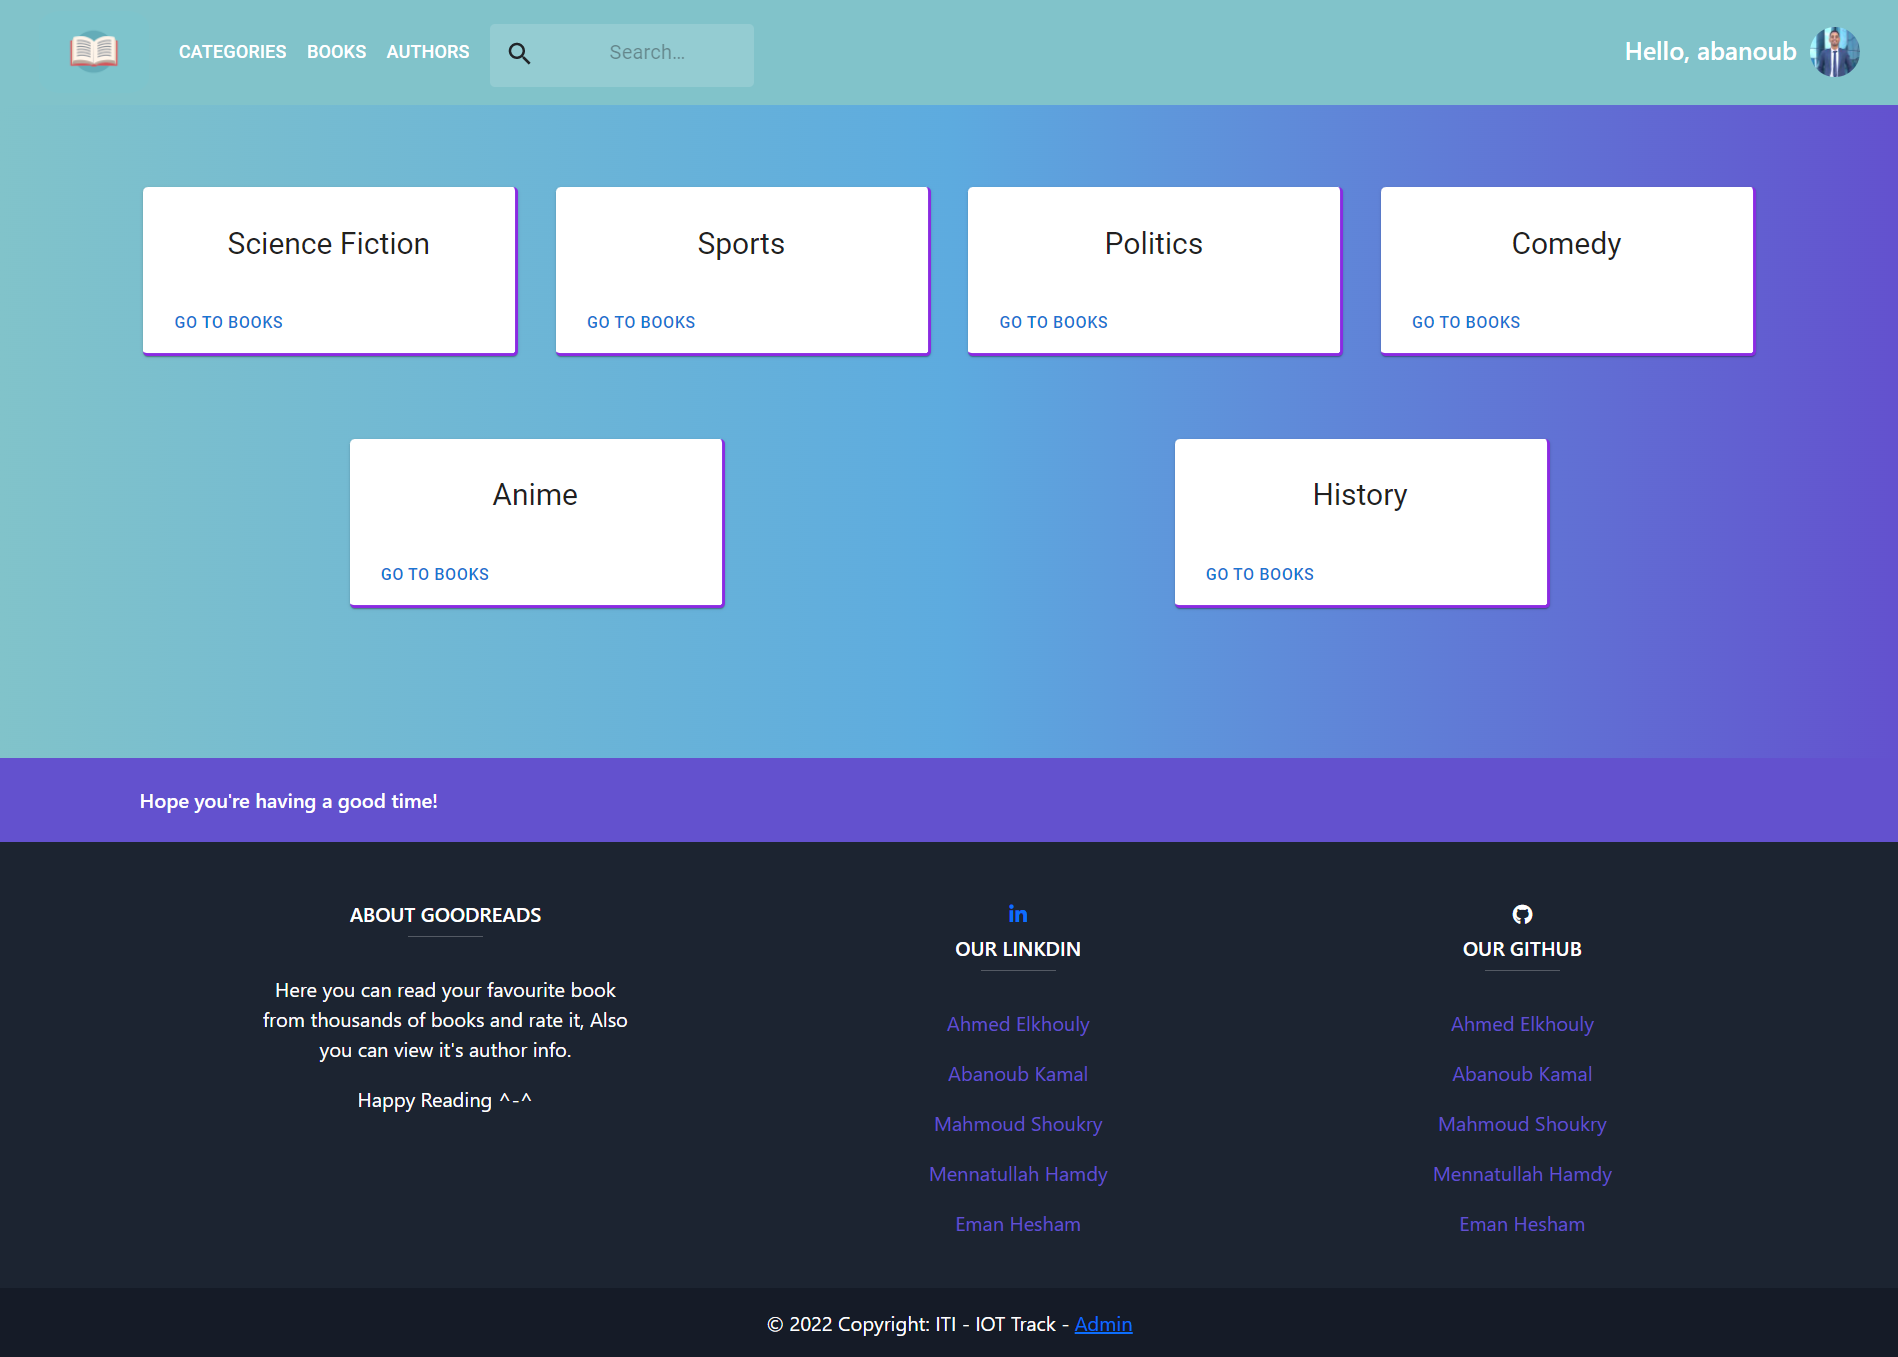 CATEGORIES BOOKS AUTHORS Search... Hello, abanoub
Science Fiction
GO TO BOOKS
Sports
GO TO BOOKS
Politics
GO TO BOOKS
Comedy
GO TO BOOKS
Anime
GO TO BOOKS
History
GO TO BOOKS
Hope you're having a good time!
ABOUT GOODREADS
Here you can read your favourite book
from thousands of books and rate it, Also
you can view it's author info.
Happy Reading ^-^
in
OUR LINKDIN
Ahmed Elkhouly
Abanoub Kamal
Mahmoud Shoukry
Mennatullah Hamdy
Eman Hesham
OUR GITHUB
Ahmed Elkhouly
Abanoub Kamal
Mahmoud Shoukry
Mennatullah Hamdy
Eman Hesham
© 2022 Copyright: ITI - IOT Track - Admin